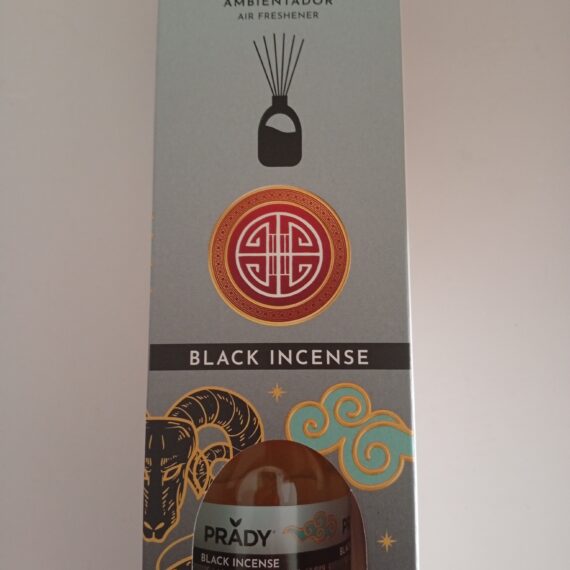 AMBIENTADOR
AIR FRESHENER
BLACK INCENSE
PRADY®
BLACK INCENSE